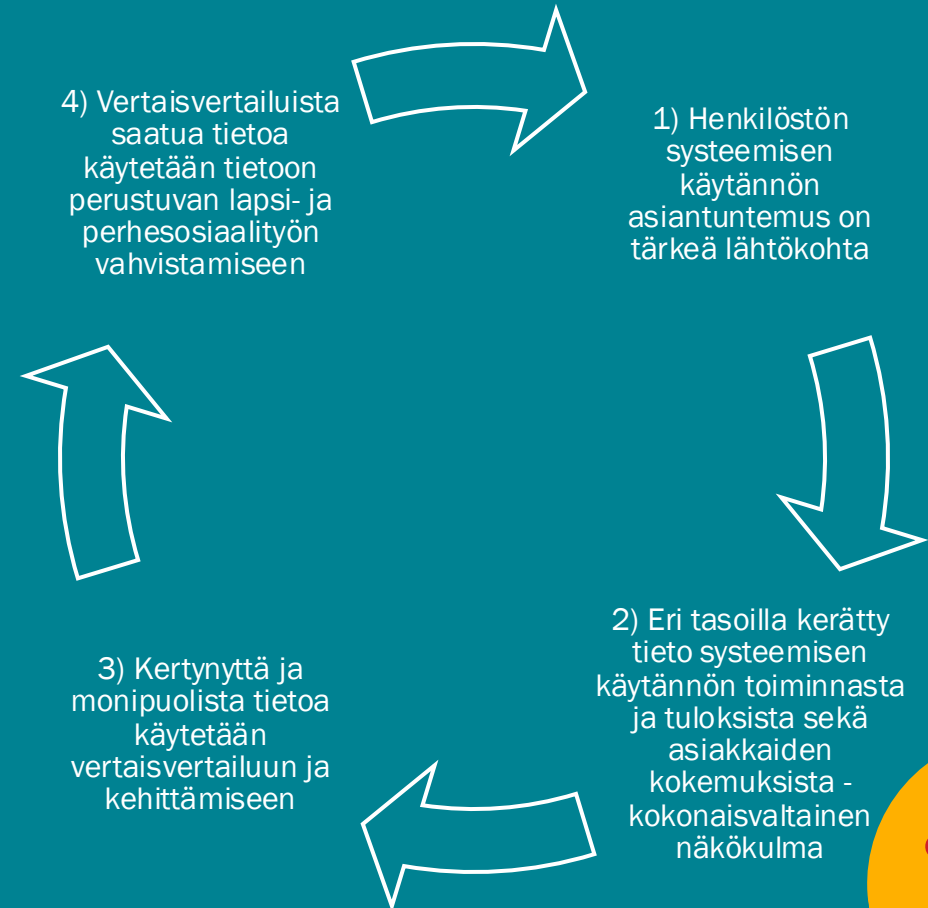 1) Henkilöstön
systeemisen
käytännön
asiantuntemus on
tärkeä lähtökohta
2) Eri tasoilla kerätty
tieto systeemisen
käytännön toiminnasta
ja tuloksista sekä
asiakkaiden
kokemuksista -
kokonaisvaltainen
näkökulma
3) Kertynyttä ja
monipuolista tietoa
käytetään
vertaisvertailuun ja
kehittämiseen
4) Vertaisvertailuista
saatua tietoa
käytetään tietoon
perustuvan lapsi- ja
perhesosiaalityön
vahvistamiseen